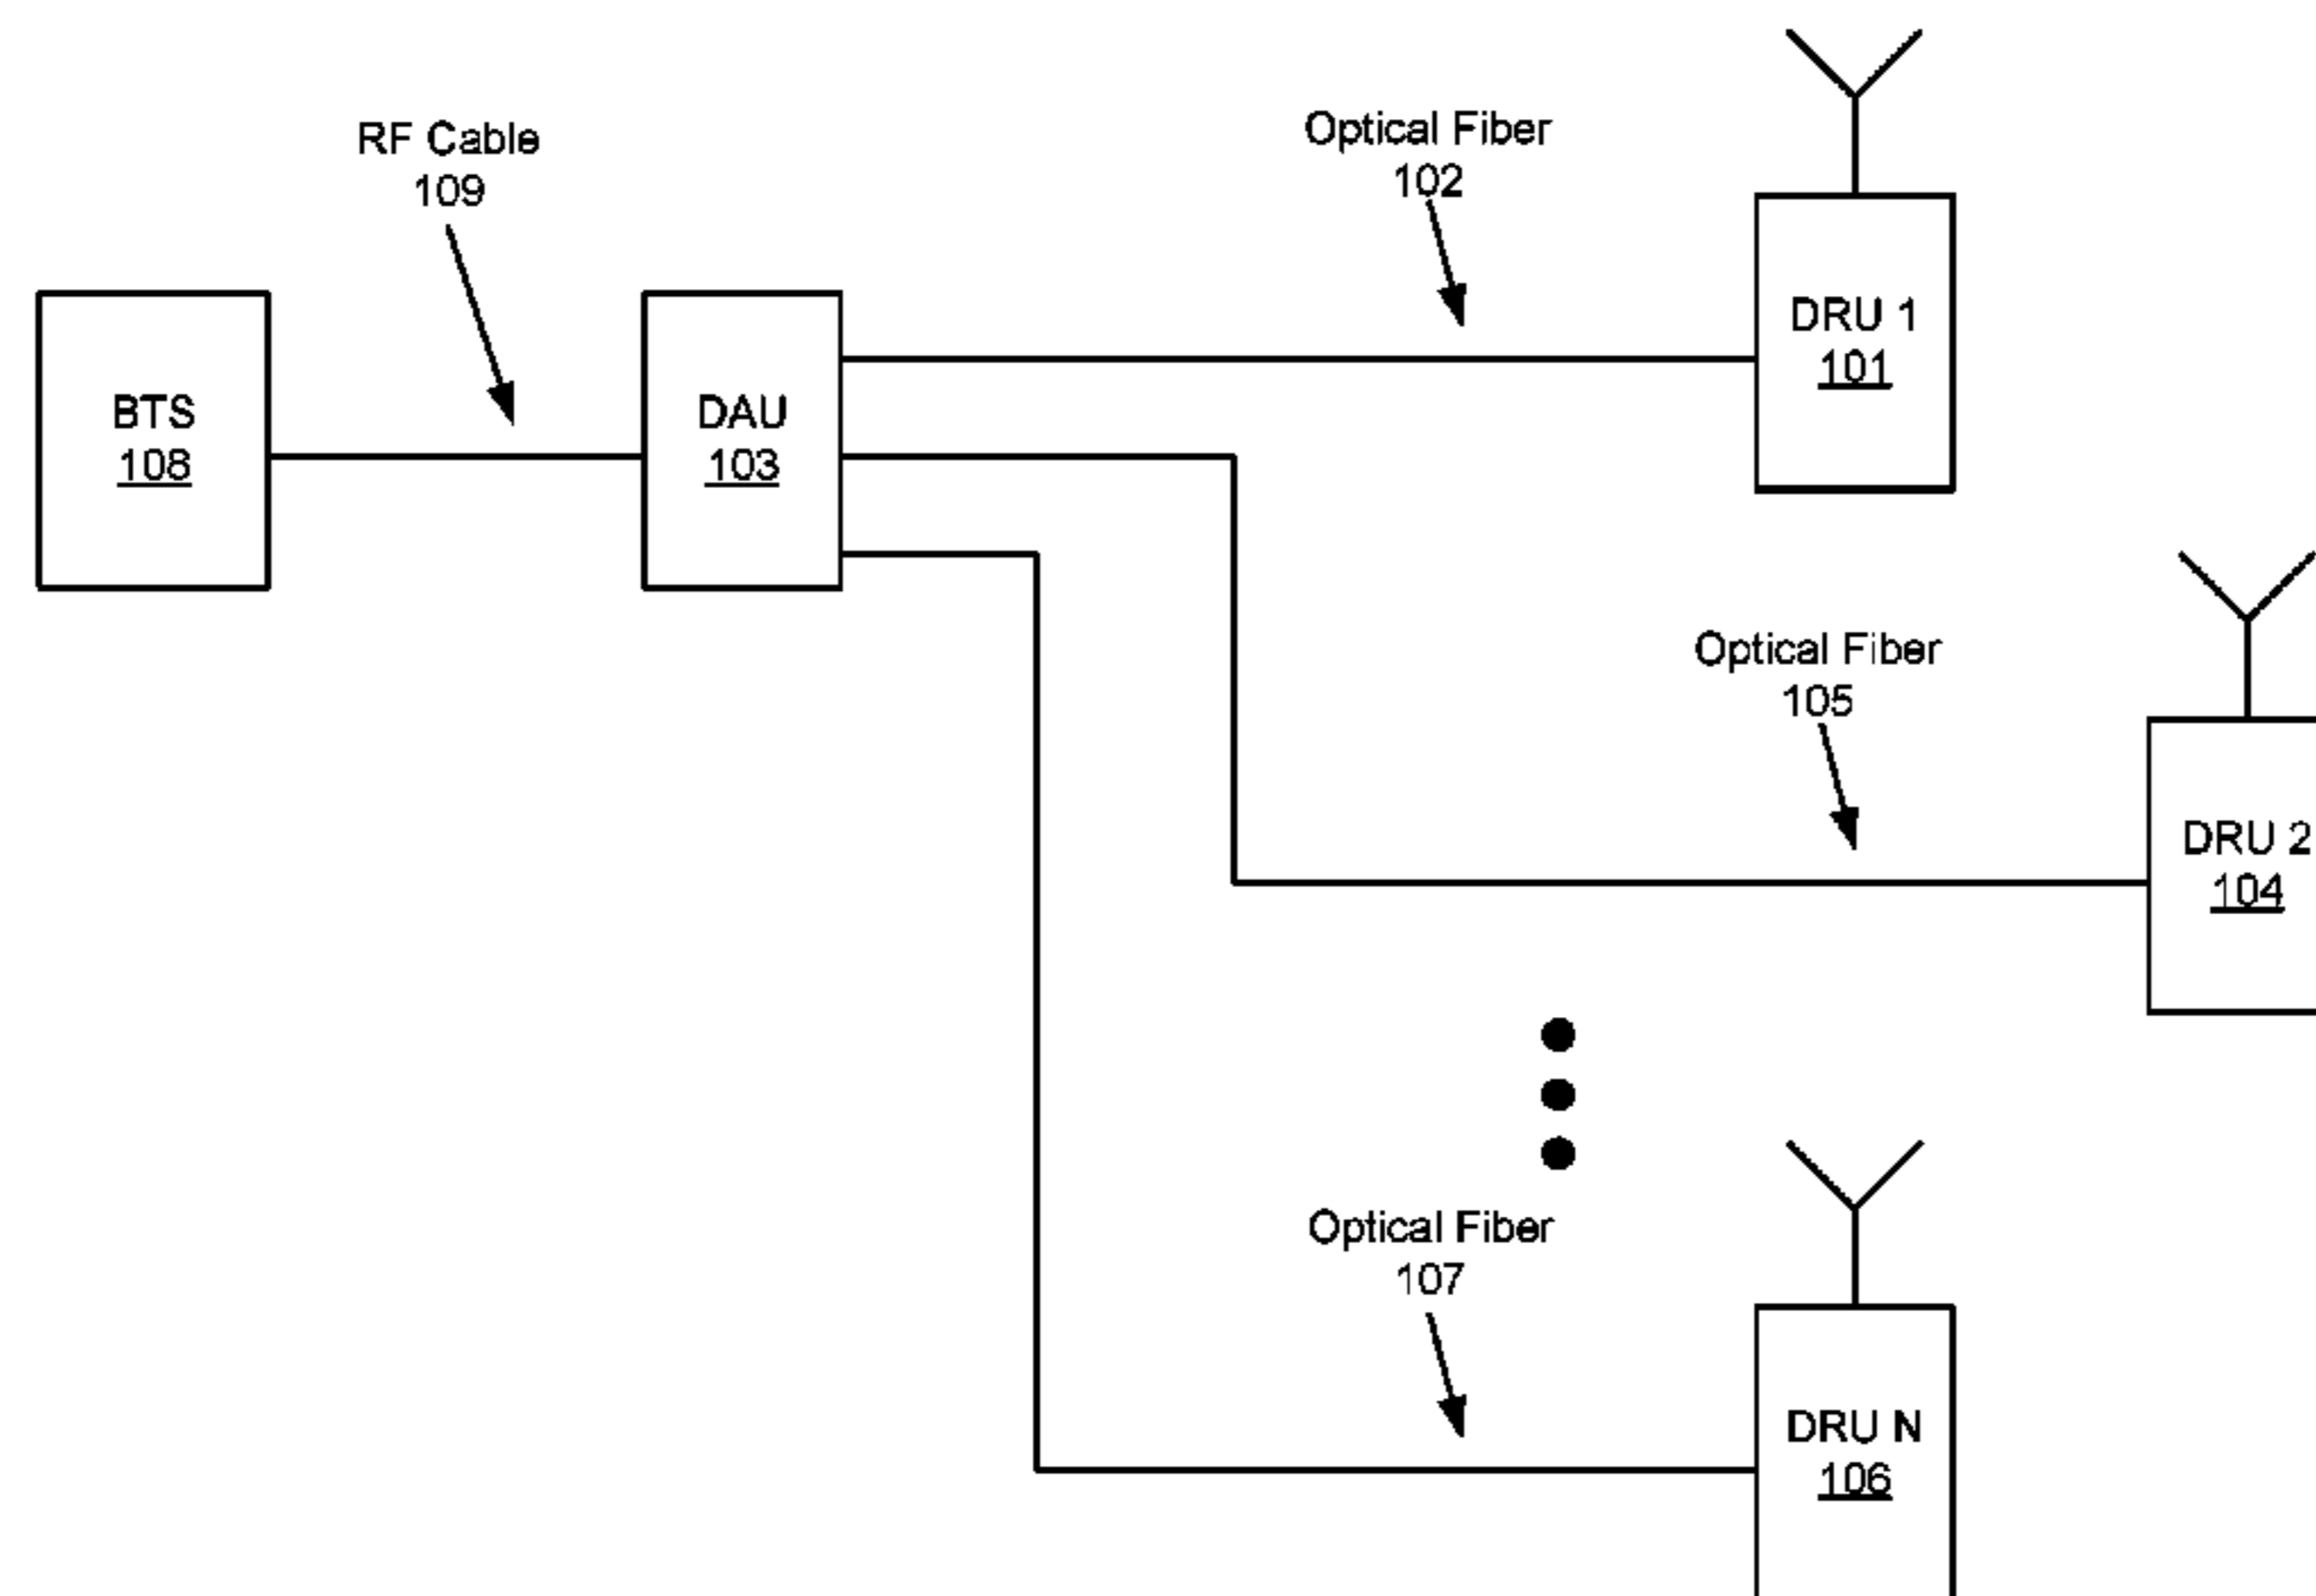 RF Cable
109
Optical Fiber
102
BTS
108
DAU
103
DRU 1
101
Optical Fiber
105
DRU 2
104
Optical Fiber
107
DRU N
106